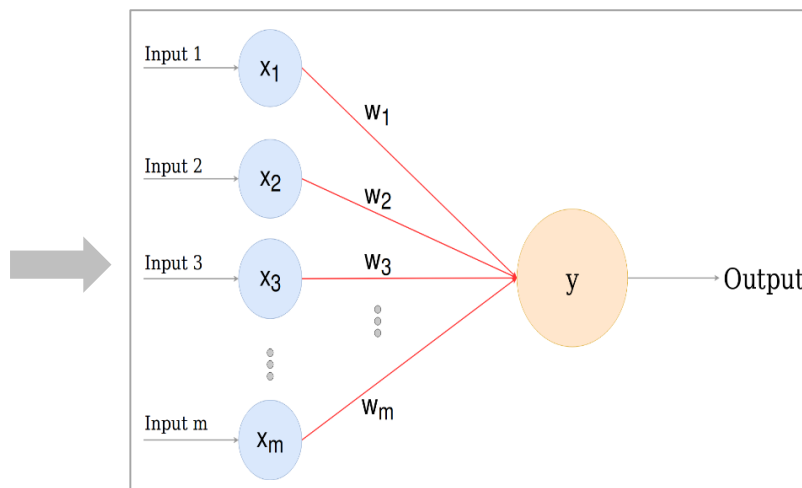 Input 1
x1
w1
Input 2
x2
w2
Input 3
x3
w3
y
Output
Input m
xm
wm